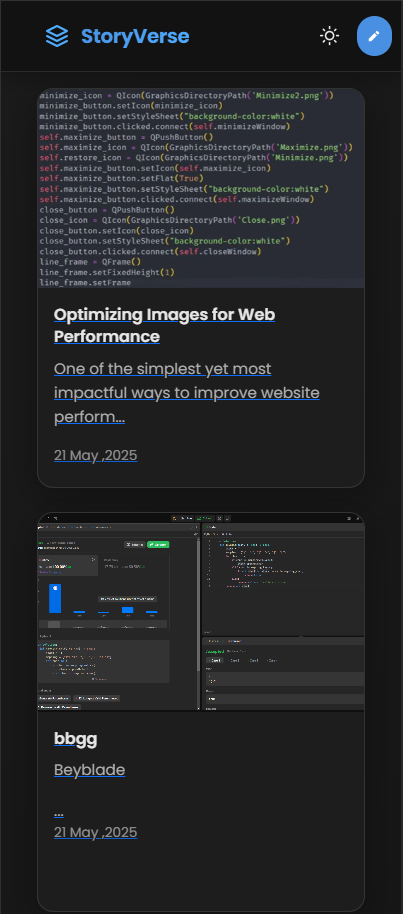 StoryVerse
minimize_icon = QIcon(GraphicsDirectoryPath('Minimize2.png'))
minimize_button.setIcon(minimize_icon)
minimize_button.setStyleSheet("background-color:white")
minimize_button.clicked.connect(self.minimizeWindow)
self.maximize_button = QPushButton()
self.maximize_icon = QIcon(GraphicsDirectoryPath('Maximize.png'))
self.restore_icon = QIcon(GraphicsDirectoryPath('Minimize.png'))
self.maximize_button.setIcon(self.maximize_icon)
self.maximize_button.setFlat(True)
self.maximize_button.setStyleSheet("background-color:white")
self.maximize_button.clicked.connect(self.maximizeWindow)
close_button = QPushButton()
close_icon = QIcon(GraphicsDirectoryPath('Close.png'))
close_button.setIcon(close_icon)
close_button.setStyleSheet("background-color:white")
close_button.clicked.connect(self.closeWindow)
line_frame = QFrame()
line_frame.setFixedHeight(1)
line_frame.setFrame
Optimizing Images for Web
Performance
One of the simplest yet most
impactful ways to improve website
perform...
21 May ,2025
Accepted
bbgg
Beyblade
...
21 May ,2025